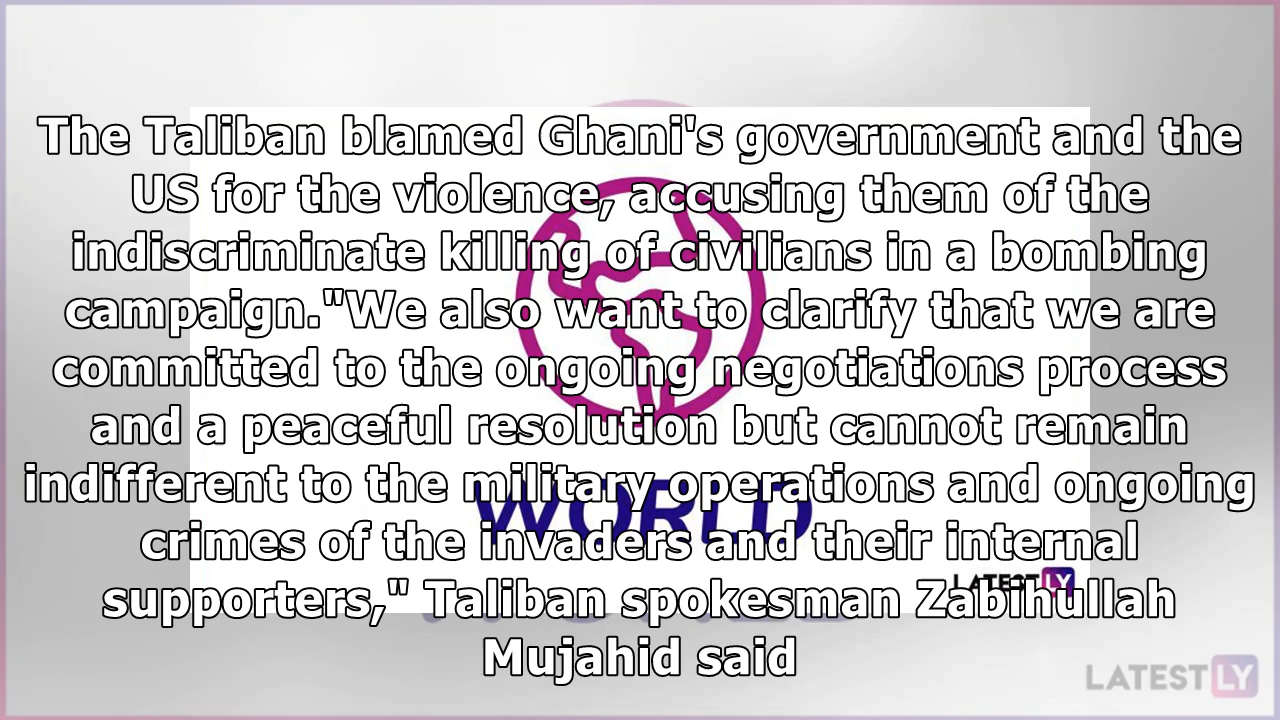 The Taliban blamed Ghani's government and the
US for the violence, accusing them of the
indiscriminate killing of civilians in a bombing
campaign."We also want to clarify that we are
committed to the ongoing negotiations process
and a peaceful resolution but cannot remain
indifferent to the military operations and ongoing
WORLD
crimes of the invaders and their internal
LATESTLY
supporters," Taliban spokesman Zabihullah
Mujahid said
LATESTLY